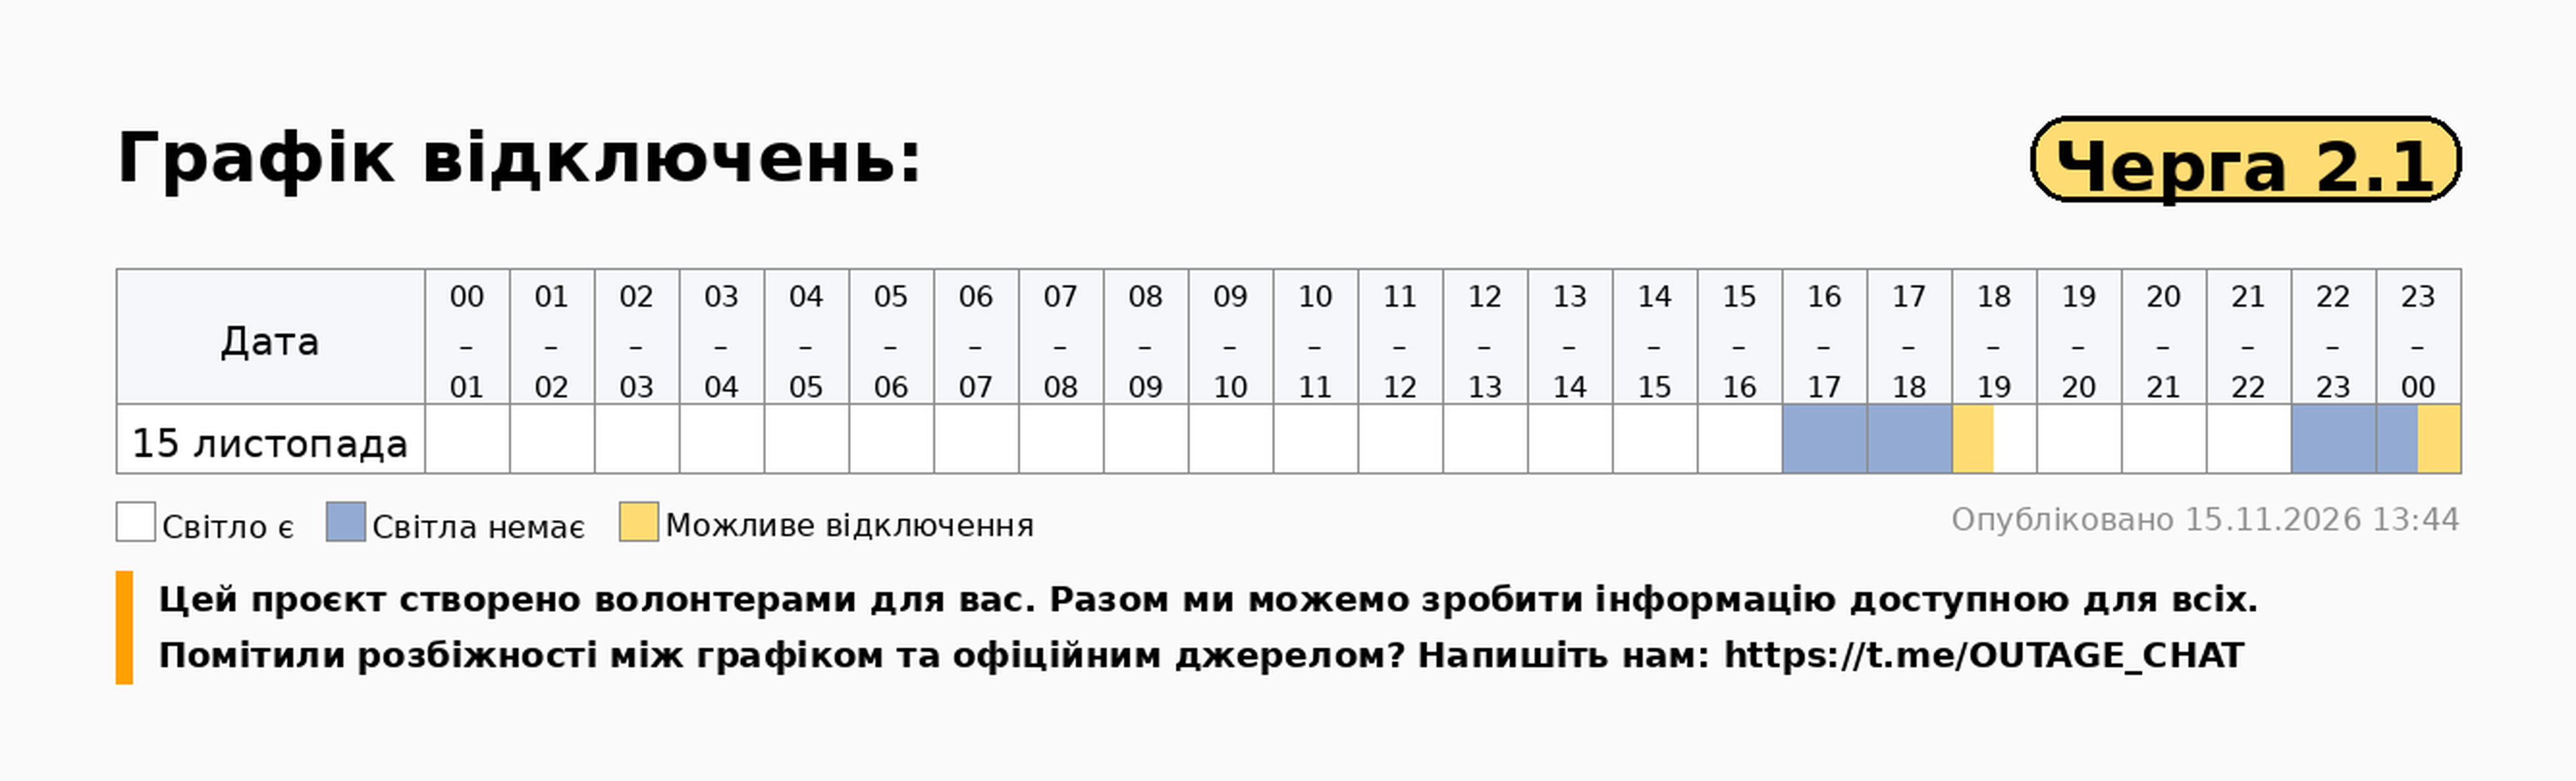 Графік відключень:
Черга 2.1
Дата
00 – 01
01 – 02
02 – 03
03 – 04
04 – 05
05 – 06
06 – 07
07 – 08
08 – 09
09 – 10
10 – 11
11 – 12
12 – 13
13 – 14
14 – 15
15 – 16
16 – 17
17 – 18
18 – 19
19 – 20
20 – 21
21 – 22
22 – 23
23 – 00
15 листопада
Світло є
Світла немає
Можливе відключення
Опубліковано 15.11.2026 13:44
Цей проєкт створено волонтерами для вас. Разом ми можемо зробити інформацію доступною для всіх.
Помітили розбіжності між графіком та офіційним джерелом? Напишіть нам: https://t.me/OUTAGE_CHAT